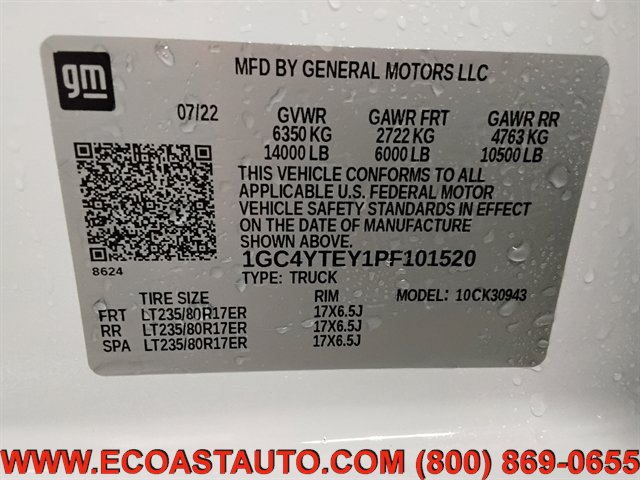 gm
MFD BY GENERAL MOTORS LLC
07/22 GVWR GAWR FRT GAWR RR
6350 KG 2722 KG 4763 KG
14000 LB 6000 LB 10500 LB
THIS VEHICLE CONFORMS TO ALL
APPLICABLE U.S. FEDERAL MOTOR
VEHICLE SAFETY STANDARDS IN EFFECT
ON THE DATE OF MANUFACTURE
SHOWN ABOVE.
8624
1GC4YTEY1PF101520
TYPE: TRUCK
TIRE SIZE RIM MODEL: 10CK30943
FRT LT235/80R17ER 17X6.5J
RR LT235/80R17ER 17X6.5J
SPA LT235/80R17ER 17X6.5J
WWW.ECOASTAUTO.COM (800) 869-0655